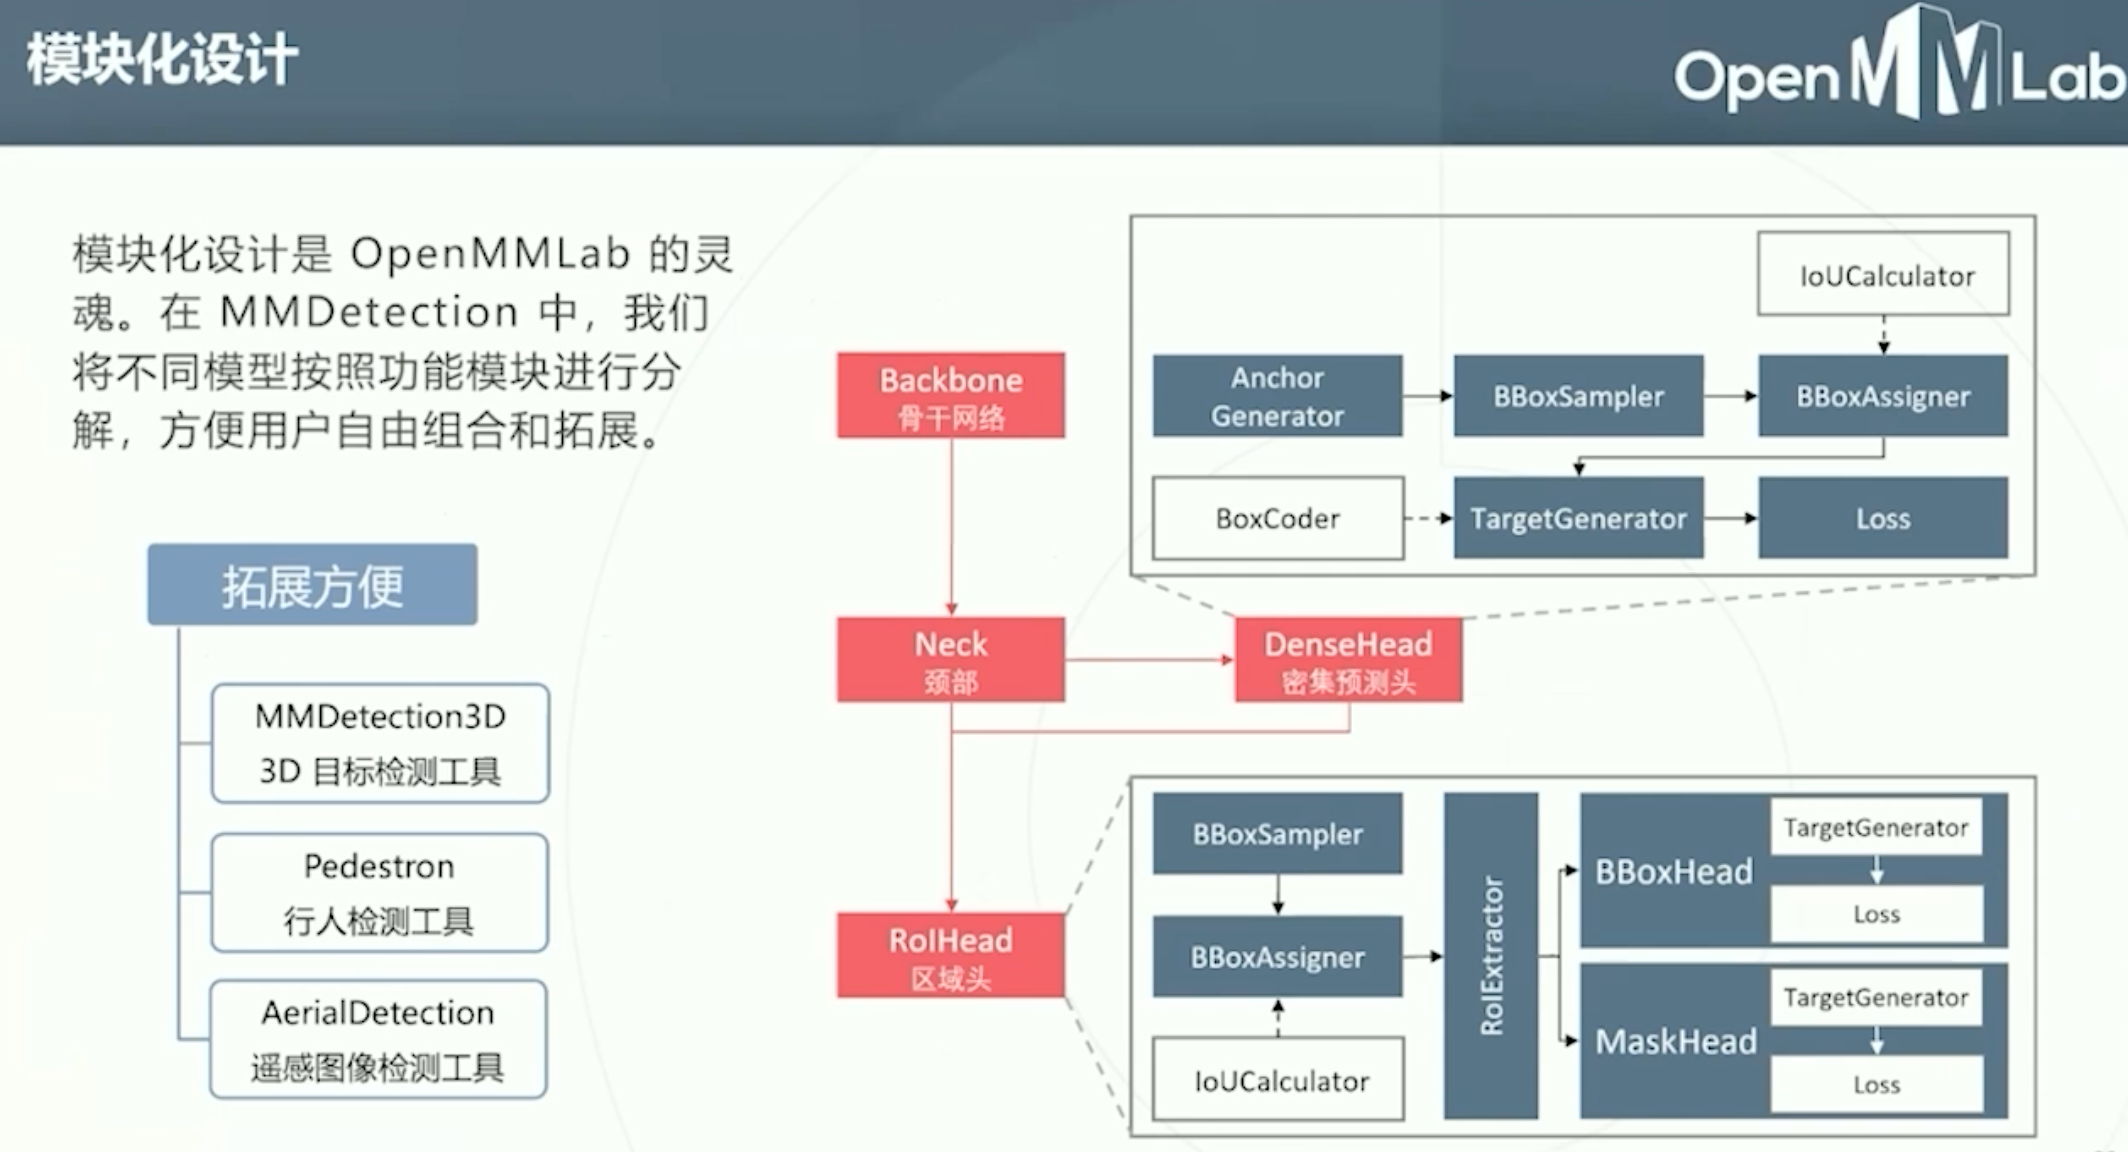 模块化设计
OpenMMLab
模块化设计是 OpenMMLab 的灵
魂。在 MMDetection 中，我们
将不同模型按照功能模块进行分
解，方便用户自由组合和拓展。
拓展方便
MMDetection3D
3D 目标检测工具
Pedestron
行人检测工具
AerialDetection
遥感图像检测工具
Backbone
骨干网络
Neck
颈部
DenseHead
密集预测头
RoIHead
区域头
IoUCalculator
Anchor
Generator
BBoxSampler
BBoxAssigner
BoxCoder
TargetGenerator
Loss
BBoxSampler
BBoxAssigner
IoUCalculator
RoIExtractor
BBoxHead
TargetGenerator
Loss
MaskHead
TargetGenerator
Loss